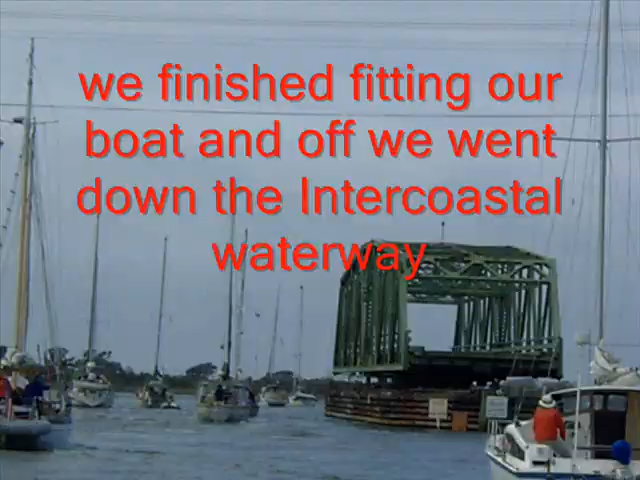 we finished fitting our
boat and off we went
down the Intercoastal
waterway